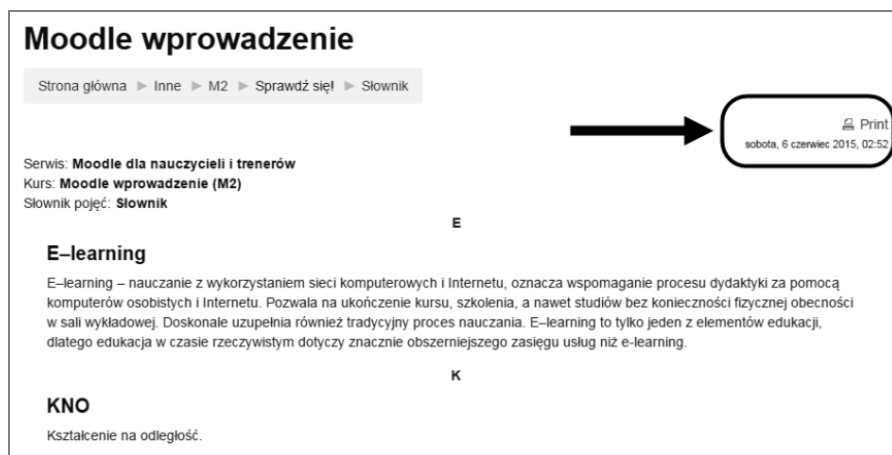 Moodle wprowadzenie
Strona główna ► Inne ► M2 ► Sprawdź się! ► Słownik
Print
sobota, 6 czerwiec 2015, 02:52
Serwis: Moodle dla nauczycieli i trenerów
Kurs: Moodle wprowadzenie (M2)
Słownik pojęć: Słownik
E
E–learning
E–learning – nauczanie z wykorzystaniem sieci komputerowych i Internetu, oznacza wspomaganie procesu dydaktyki za pomocą
komputerów osobistych i Internetu. Pozwala na ukończenie kursu, szkolenia, a nawet studiów bez konieczności fizycznej obecności
w sali wykładowej. Doskonale uzupełnia również tradycyjny proces nauczania. E–learning to tylko jeden z elementów edukacji,
dlatego edukacja w czasie rzeczywistym dotyczy znacznie obszerniejszego zasięgu usług niż e-learning.
K
KNO
Kształcenie na odległość.